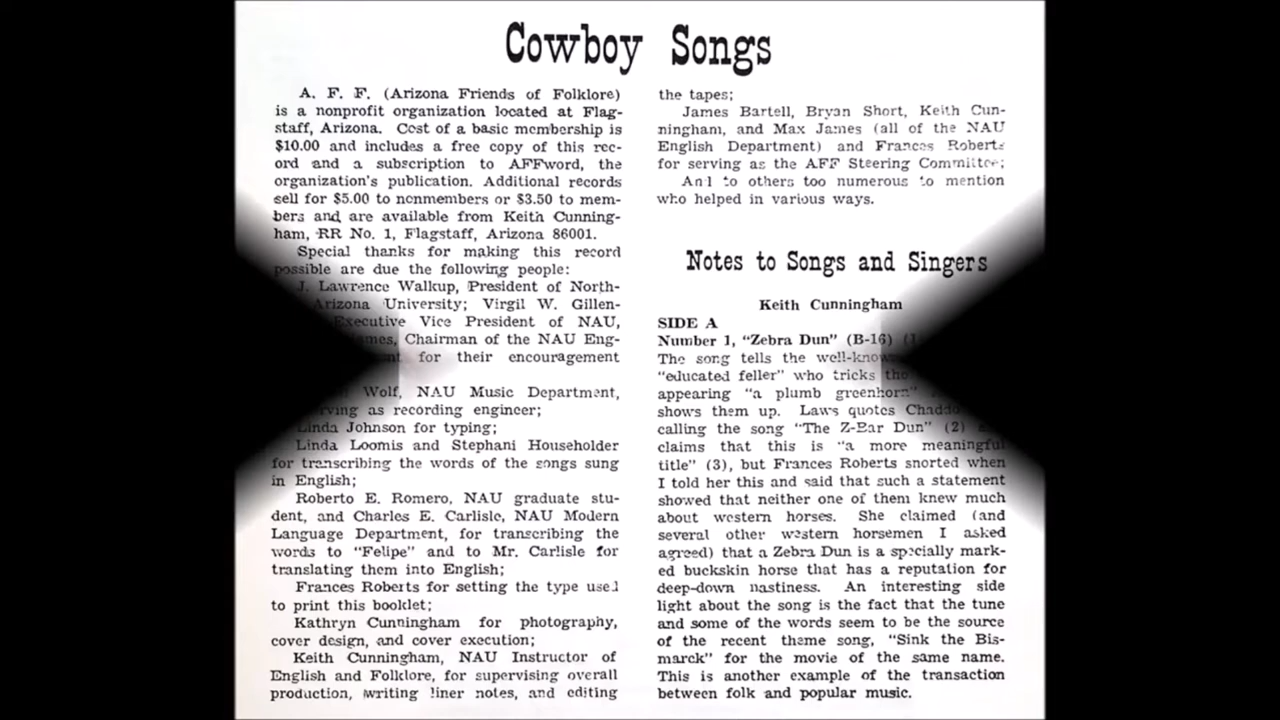 Cowboy Songs
A. F. F. (Arizona Friends of Folklore)
is a nonprofit organization located at Flag-
staff, Arizona. Cost of a basic membership is
$10.00 and includes a free copy of this rec-
ord and a subscription to AFFword, the
organization's publication. Additional records
sell for $5.00 to nonmembers or $3.50 to mem-
bers and are available from Keith Cunning-
ham, RR No. 1, Flagstaff, Arizona 86001.
Special thanks for making this record
possible are due the following people:
J. Lawrence Walkup, President of North-
Arizona University; Virgil W. Gillen-
Executive Vice President of NAU,
Chairman of the NAU Eng-
for their encouragement
Wolf, NAU Music Department,
as recording engineer;
Linda Johnson for typing;
Linda Loomis and Stephani Householder
for transcribing the words of the songs sung
in English;
Roberto E. Romero, NAU graduate stu-
dent, and Charles E. Carlisle, NAU Modern
Language Department, for transcribing the
words to "Felipe" and to Mr. Carlisle for
translating them into English;
Frances Roberts for setting the type used
to print this booklet;
Kathryn Cunningham for photography,
cover design, and cover execution;
Keith Cunningham, NAU Instructor of
English and Folklore, for supervising overall
production, writing liner notes, and editing
the tapes;
James Bartell, Bryan Short, Keith Cun-
ningham, and Max James (all of the NAU
English Department) and Frances Roberts
for serving as the AFF Steering Committee;
And to others too numerous to mention
who helped in various ways.
Notes to Songs and Singers
Keith Cunningham
SIDE A
Number 1, "Zebra Dun" (B-16)
The song tells the
"educated feller" who tricks
appearing "a plumb greenhorn"
shows them up. Laws quotes
calling the song "The Z-Bar Dun" (2)
claims that this is "a more meaningful
title" (3), but Frances Roberts snorted when
I told her this and said that such a statement
showed that neither one of them knew much
about western horses. She claimed (and
several other western horsemen I asked
agreed) that a Zebra Dun is a specially mark-
ed buckskin horse that has a reputation for
deep-down nastiness. An interesting side
light about the song is the fact that the tune
and some of the words seem to be the source
of the recent theme song, "Sink the Bis-
marck" for the movie of the same name.
This is another example of the transaction
between folk and popular music.